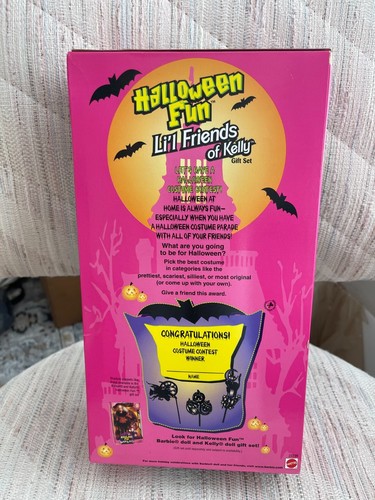 Halloween
Fun™
Li'l Friends
of Kelly™
Gift Set
LET'S HAVE A
HALLOWEEN
COSTUME CONTEST!
HALLOWEEN AT
HOME IS ALWAYS FUN–
ESPECIALLY WHEN YOU HAVE
A HALLOWEEN COSTUME PARADE
WITH ALL OF YOUR FRIENDS!
What are you going
to be for Halloween?
Pick the best costume
in categories like the
prettiest, scariest, silliest, or most original
(or come up with your own).
Give a friend this award.
CONGRATULATIONS!
HALLOWEEN
COSTUME CONTEST
WINNER
NAME
Look for Halloween Fun™
Barbie® doll and Kelly® doll gift set!